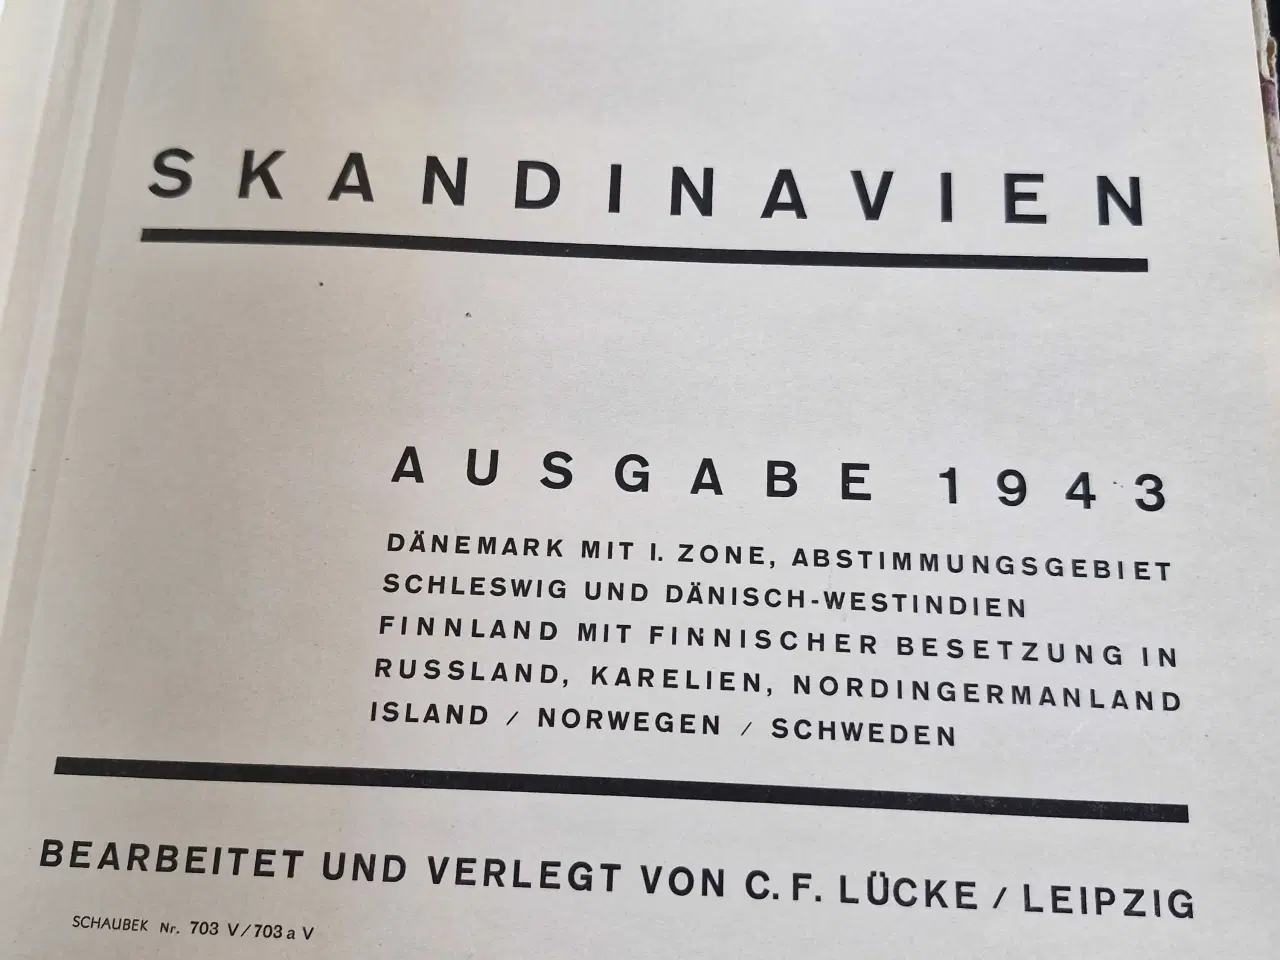 SKANDINAVIEN
AUSGABE 1943
DÄNEMARK MIT I. ZONE, ABSTIMMUNGSGEBIET
SCHLESWIG UND DÄNISCH-WESTINDIEN
FINNLAND MIT FINNISCHER BESETZUNG IN
RUSSLAND, KARELIEN, NORDINGERMANLAND
ISLAND / NORWEGEN / SCHWEDEN
BEARBEITET UND VERLEGT VON C. F. LÜCKE / LEIPZIG
SCHAUBEK Nr. 703 V/703 a V